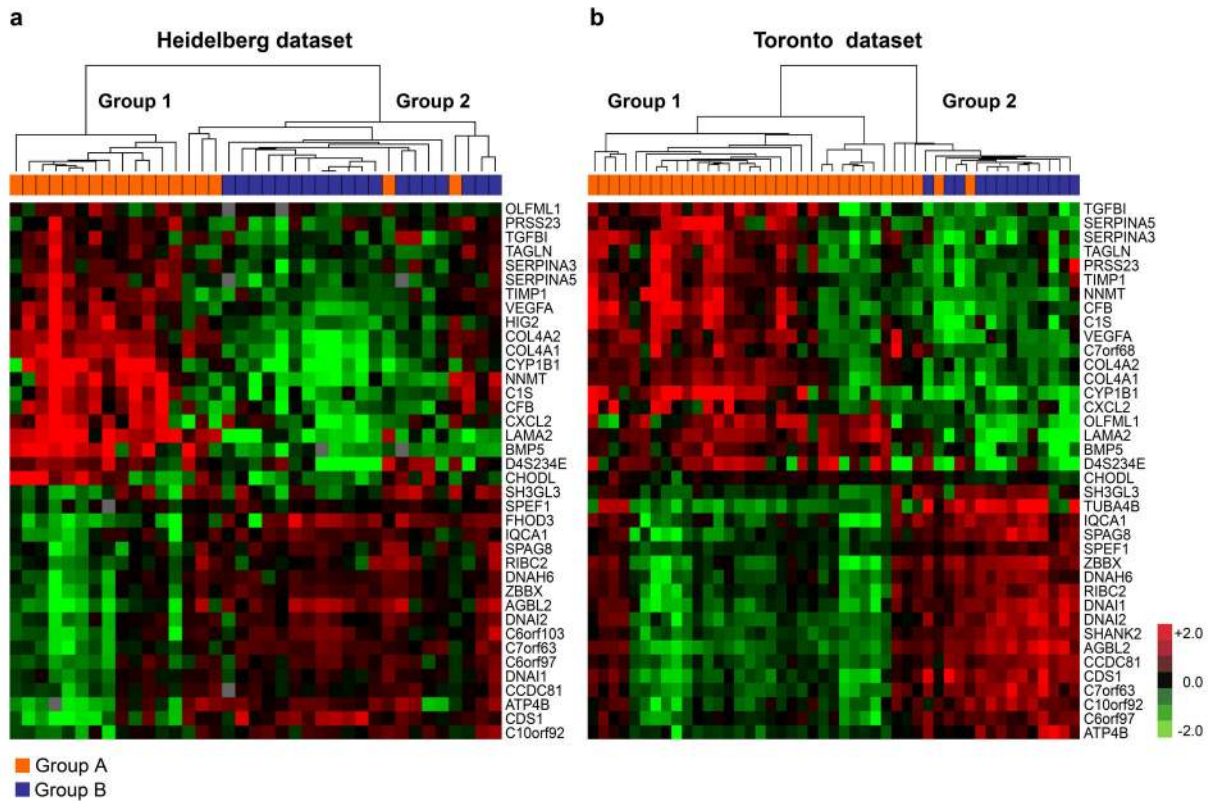 a
Heidelberg dataset
Group 1
Group 2
OLFML1
PRSS23
TGFBI
TAGLN
SERPINA3
SERPINA5
TIMP1
VEGFA
HIG2
COL4A2
COL4A1
CYP1B1
NNMT
C1S
CFB
CXCL2
LAMA2
BMP5
D4S234E
CHODL
SH3GL3
SPEF1
FHOD3
IQCA1
SPAG8
RIBC2
DNAH6
ZBBX
AGBL2
DNAI2
C6orf103
C7orf63
C6orf97
DNAI1
CCDC81
ATP4B
CDS1
C10orf92
Group A
Group B
b
Toronto dataset
Group 1
Group 2
TGFBI
SERPINA5
SERPINA3
TAGLN
PRSS23
TIMP1
NNMT
CFB
C1S
VEGFA
C7orf68
COL4A2
COL4A1
CYP1B1
CXCL2
OLFML1
LAMA2
BMP5
D4S234E
CHODL
SH3GL3
TUBA4B
IQCA1
SPAG8
SPEF1
ZBBX
DNAH6
RIBC2
DNAI1
DNAI2
SHANK2
AGBL2
CCDC81
CDS1
C7orf63
C10orf92
C6orf97
ATP4B
+2.0
0.0
-2.0